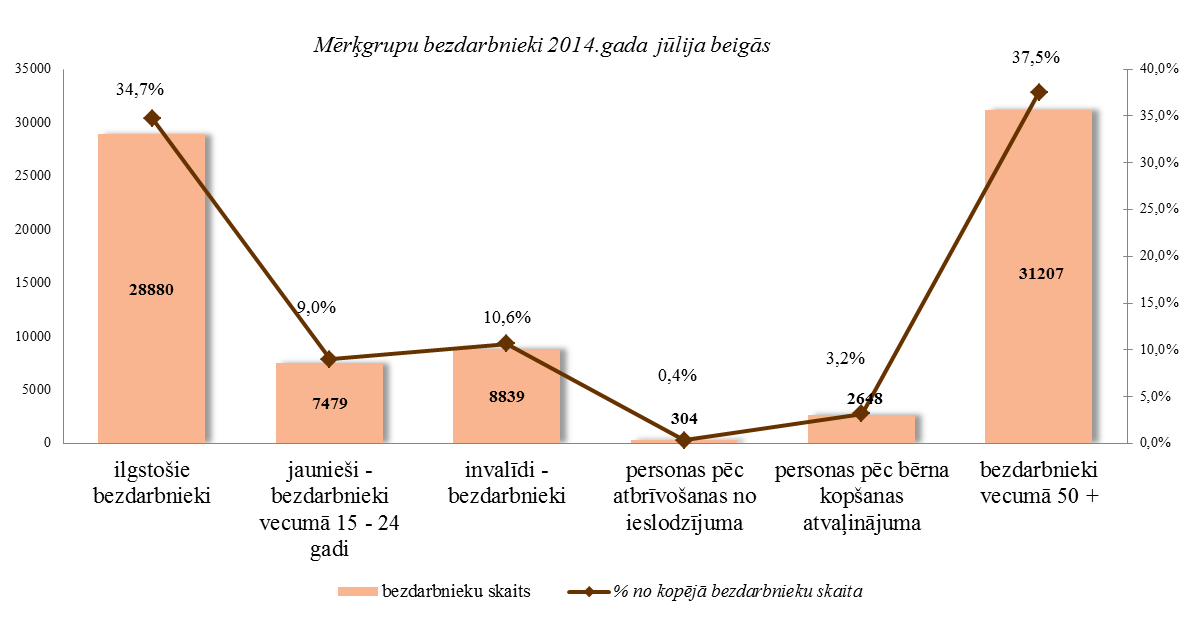 Mērķgrupu bezdarbnieki 2014.gada jūlija beigās
35000
30000
25000
20000
15000
10000
5000
0
40,0%
35,0%
30,0%
25,0%
20,0%
15,0%
10,0%
5,0%
0,0%
34,7%
9,0%
10,6%
0,4%
3,2%
37,5%
28880
7479
8839
304
2648
31207
ilgstošie
bezdarbnieki
jaunieši -
bezdarbnieki
vecumā 15 - 24
gadi
invalīdi -
bezdarbnieki
personas pēc
atbrīvošanas no
ieslodzījuma
personas pēc bērna
kopšanas
atvaļinājuma
bezdarbnieki
vecumā 50 +
bezdarbnieku skaits
% no kopējā bezdarbnieku skaita